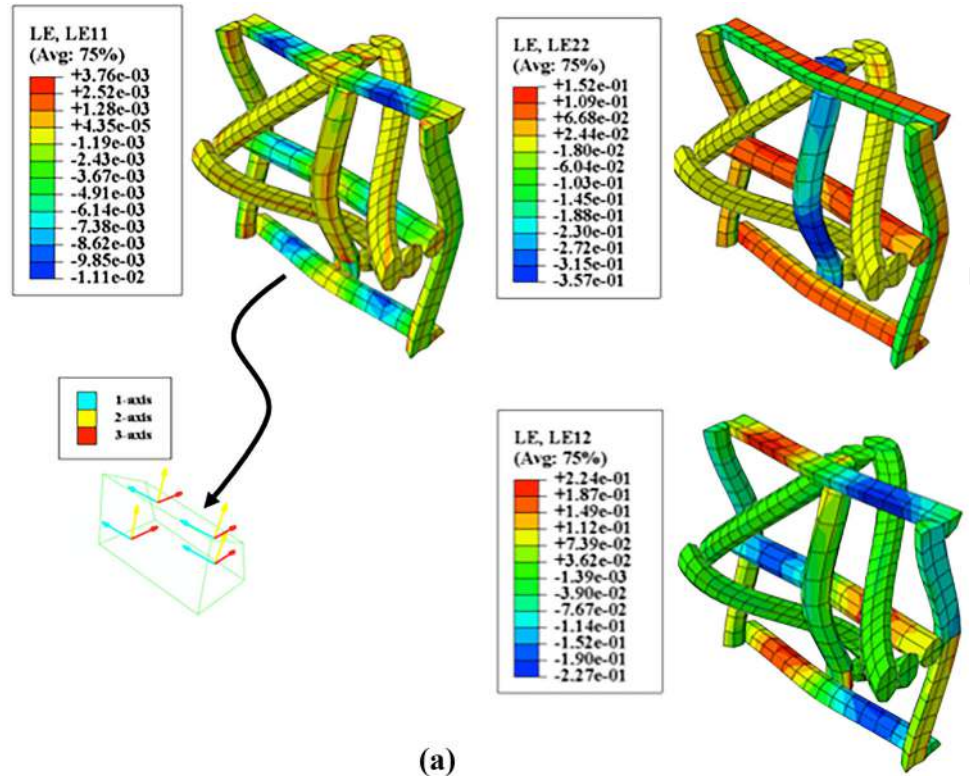 LE, LE11
(Avg: 75%)
+3.76e-03
+2.52e-03
+1.28e-03
+4.35e-05
-1.19e-03
-2.43e-03
-3.67e-03
-4.91e-03
-6.14e-03
-7.38e-03
-8.62e-03
-9.85e-03
-1.11e-02
LE, LE22
(Avg: 75%)
+1.52e-01
+1.09e-01
+6.68e-02
+2.44e-02
-1.80e-02
-6.04e-02
-1.03e-01
-1.45e-01
-1.88e-01
-2.30e-01
-2.72e-01
-3.15e-01
-3.57e-01
1-axis
2-axis
3-axis
LE, LE12
(Avg: 75%)
+2.24e-01
+1.87e-01
+1.49e-01
+1.12e-01
+7.39e-02
+3.62e-02
-1.39e-03
-3.90e-02
-7.67e-02
-1.14e-01
-1.52e-01
-1.90e-01
-2.27e-01
(a)